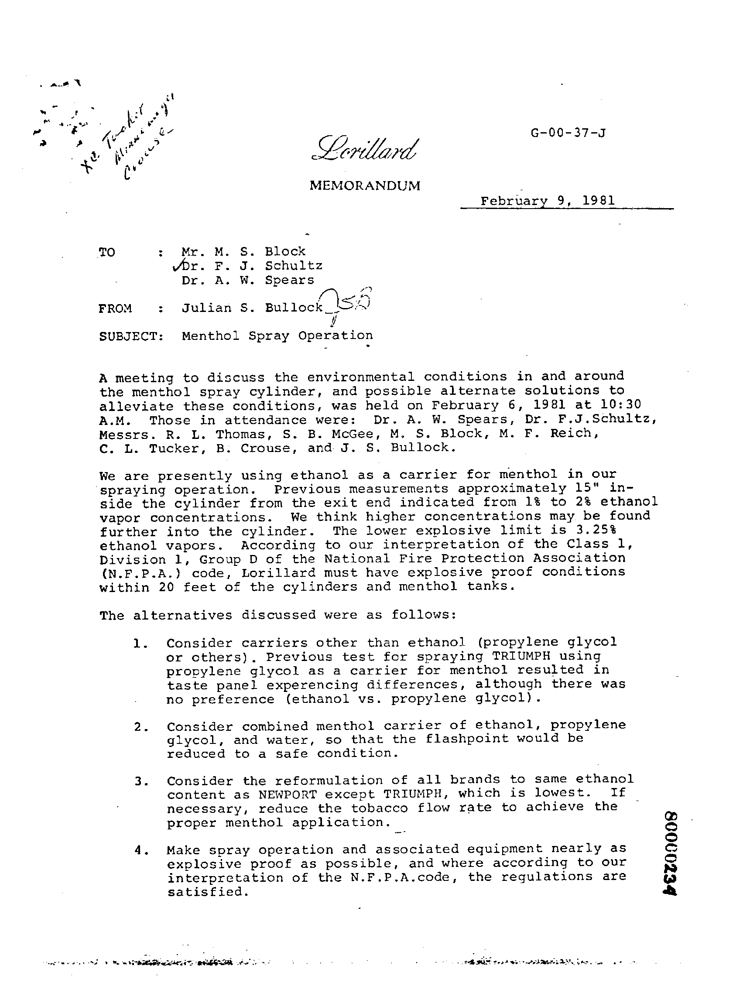 xc Tucker
Crouse
G-00-37-J
Lorillard
MEMORANDUM
February 9, 1981
TO : Mr. M. S. Block
✓Dr. F. J. Schultz
Dr. A. W. Spears
FROM : Julian S. Bullock JSB
SUBJECT: Menthol Spray Operation
A meeting to discuss the environmental conditions in and around
the menthol spray cylinder, and possible alternate solutions to
alleviate these conditions, was held on February 6, 1981 at 10:30
A.M. Those in attendance were: Dr. A. W. Spears, Dr. F.J.Schultz,
Messrs. R. L. Thomas, S. B. McGee, M. S. Block, M. F. Reich,
C. L. Tucker, B. Crouse, and J. S. Bullock.
We are presently using ethanol as a carrier for menthol in our
spraying operation. Previous measurements approximately 15" in-
side the cylinder from the exit end indicated from 1% to 2% ethanol
vapor concentrations. We think higher concentrations may be found
further into the cylinder. The lower explosive limit is 3.25%
ethanol vapors. According to our interpretation of the Class 1,
Division 1, Group D of the National Fire Protection Association
(N.F.P.A.) code, Lorillard must have explosive proof conditions
within 20 feet of the cylinders and menthol tanks.
The alternatives discussed were as follows:
1. Consider carriers other than ethanol (propylene glycol
or others). Previous test for spraying TRIUMPH using
propylene glycol as a carrier for menthol resulted in
taste panel experencing differences, although there was
no preference (ethanol vs. propylene glycol).
2. Consider combined menthol carrier of ethanol, propylene
glycol, and water, so that the flashpoint would be
reduced to a safe condition.
3. Consider the reformulation of all brands to same ethanol
content as NEWPORT except TRIUMPH, which is lowest. If
necessary, reduce the tobacco flow rate to achieve the
proper menthol application.
4. Make spray operation and associated equipment nearly as
explosive proof as possible, and where according to our
interpretation of the N.F.P.A.code, the regulations are
satisfied.
80000234